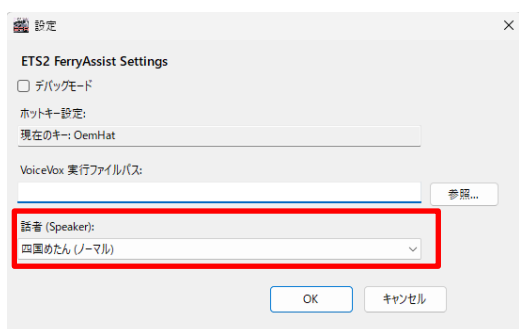 設定
ETS2 FerryAssist Settings
デバッグモード
ホットキー設定:
現在のキー: OemHat
VoiceVox 実行ファイルパス:
参照...
話者 (Speaker):
四国めたん (ノーマル)
OK
キャンセル